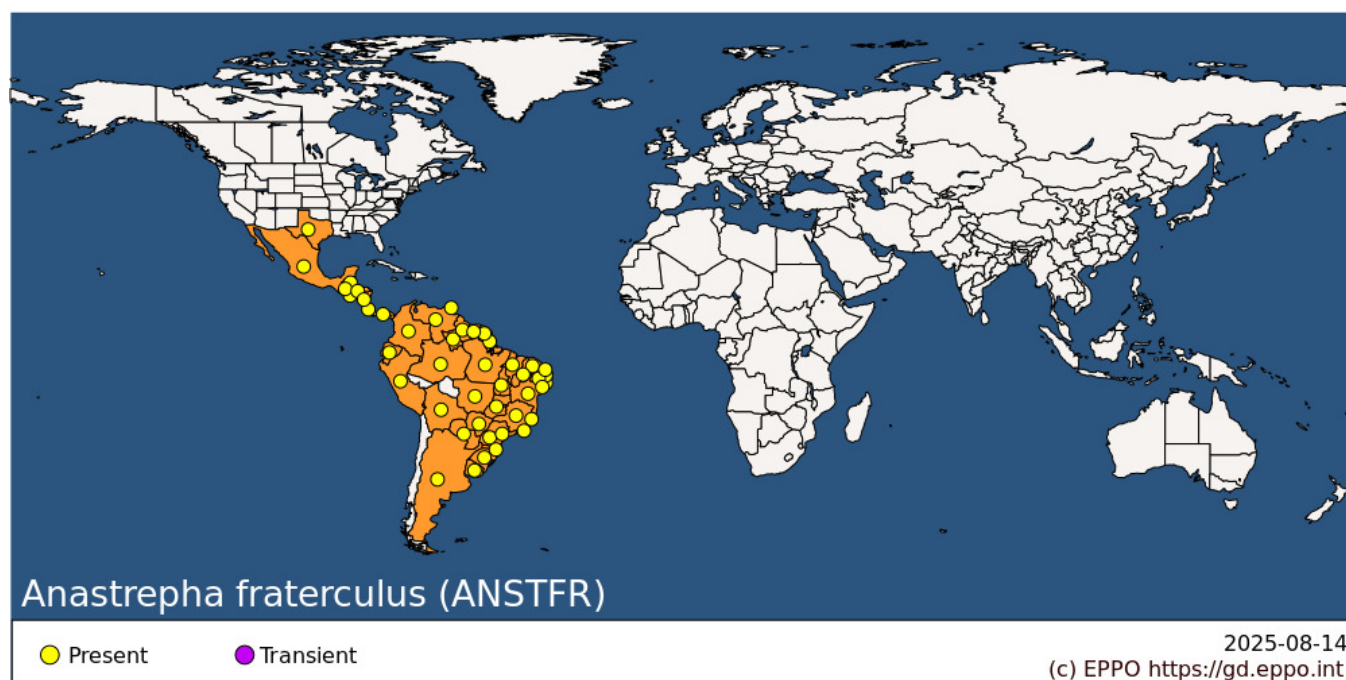 Anastrepha fraterculus (ANSTFR)
Present
Transient
2025-08-14
(c) EPPO https://gd.eppo.int